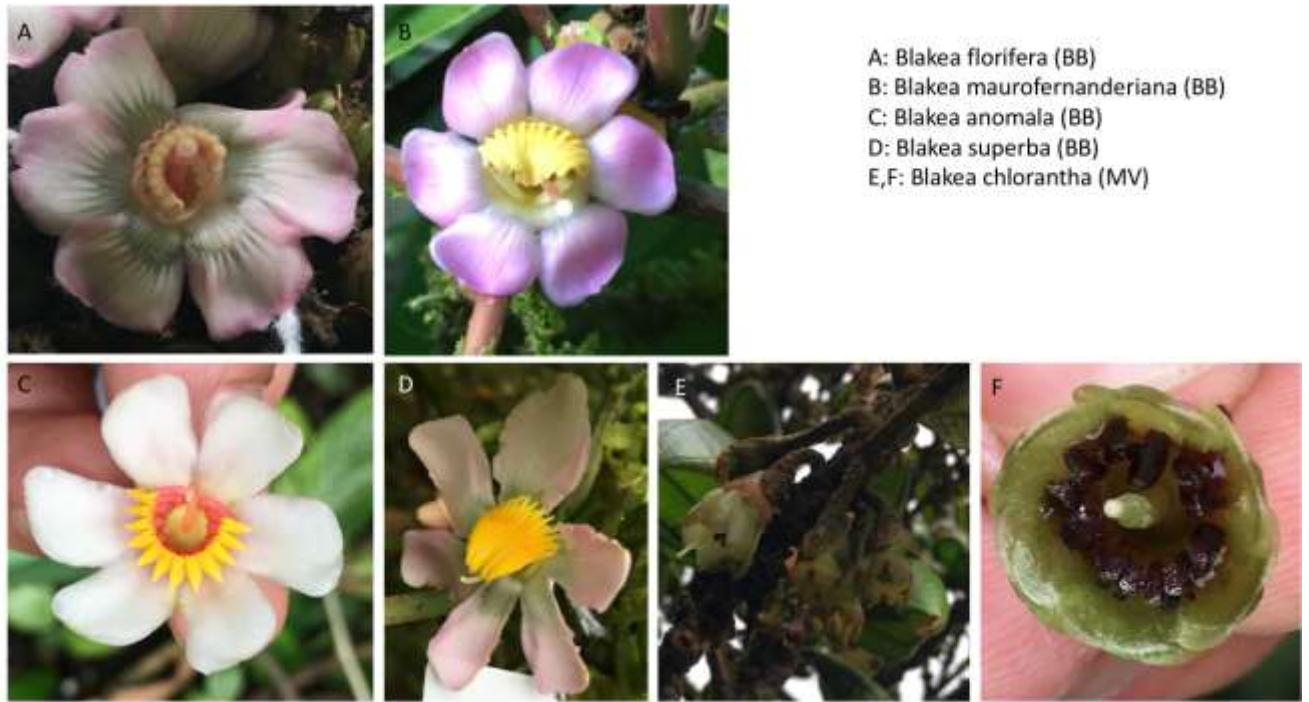 A
B
A: Blakea florifera (BB)
B: Blakea maurofernanderiana (BB)
C: Blakea anomala (BB)
D: Blakea superba (BB)
E,F: Blakea chlorantha (MV)
C
D
E
F